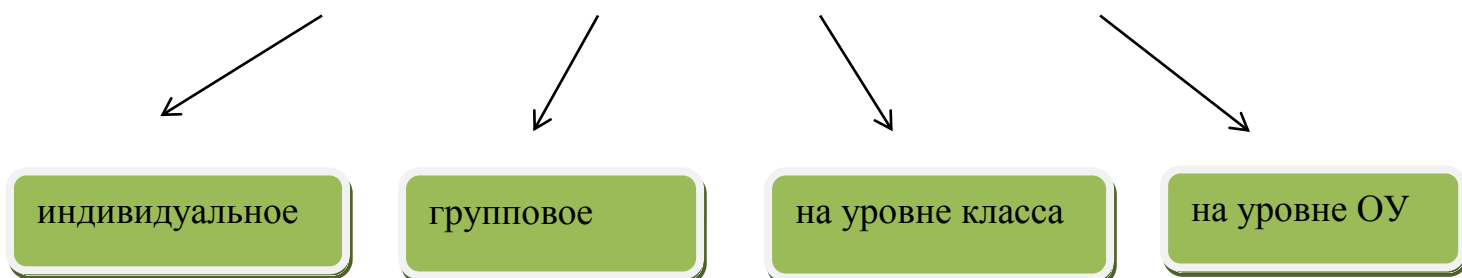 индивидуальное
групповое
на уровне класса
на уровне ОУ